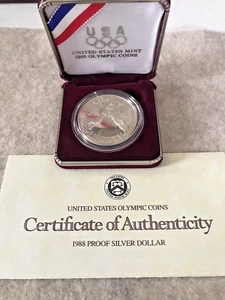 USA
UNITED STATES MINT
1988 OLYMPIC COINS
UNITED STATES OLYMPIC COINS
Certificate of Authenticity
1988 PROOF SILVER DOLLAR